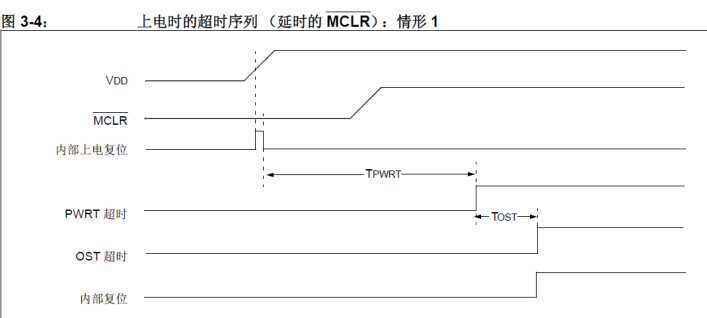 图 3-4： 上电时的超时序列 （延时的 MCLR）：情形 1
VDD
MCLR
内部上电复位
TPWRT
PWRT 超时
TOST
OST 超时
内部复位